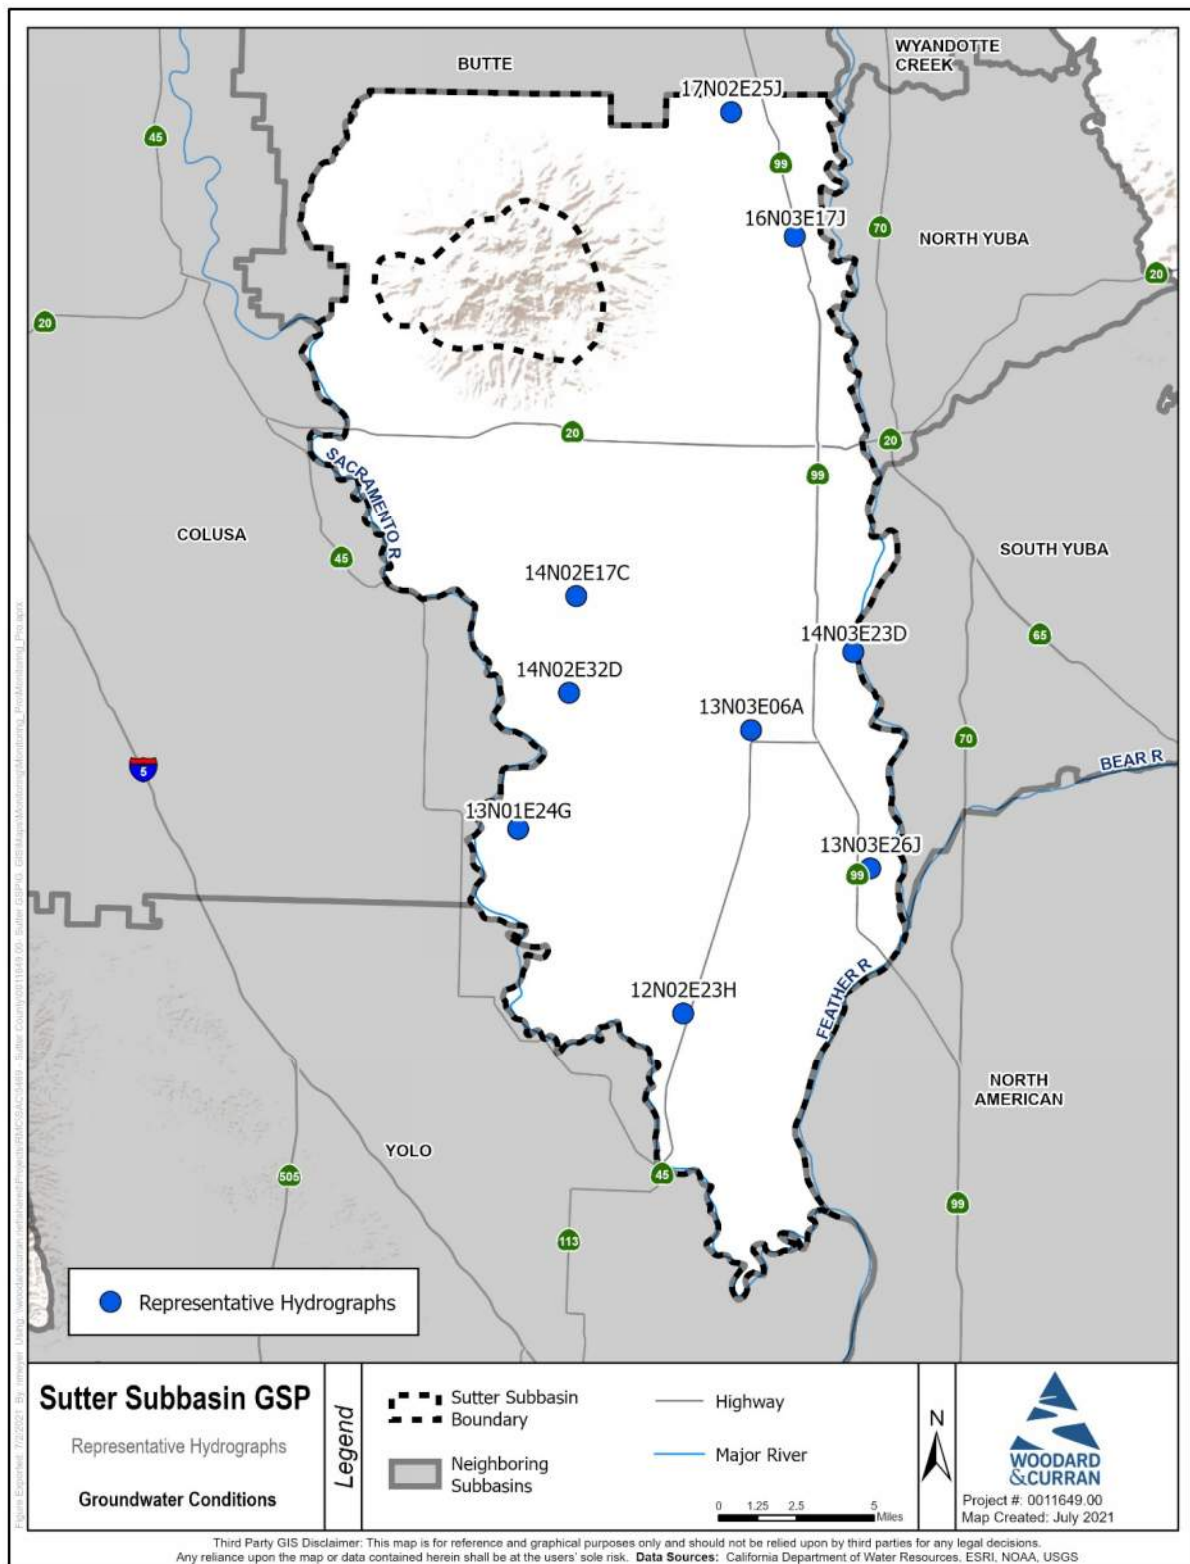 BUTTE
WYANDOTTE
CREEK
17N02E25J
45
99
16N03E17J
70
NORTH YUBA
20
20
20
20
SACRAMENTO R
99
COLUSA
45
SOUTH YUBA
14N02E17C
14N03E23D
65
14N02E32D
13N03E06A
70
BEAR R
5
13N01E24G
13N03E26J
99
12N02E23H
FEATHER R
NORTH
AMERICAN
YOLO
505
45
99
113
Representative Hydrographs
Sutter Subbasin GSP
Representative Hydrographs
Groundwater Conditions
Legend
Sutter Subbasin
Boundary
Neighboring
Subbasins
Highway
Major River
0 1.25 2.5 5
Miles
N
WOODARD
&CURRAN
Project #: 0011649.00
Map Created: July 2021
Third Party GIS Disclaimer: This map is for reference and graphical purposes only and should not be relied upon by third parties for any legal decisions.
Any reliance upon the map or data contained herein shall be at the users' sole risk. Data Sources: California Department of Water Resources, ESRI, NOAA, USGS
Figure Exported: 7/2/2021